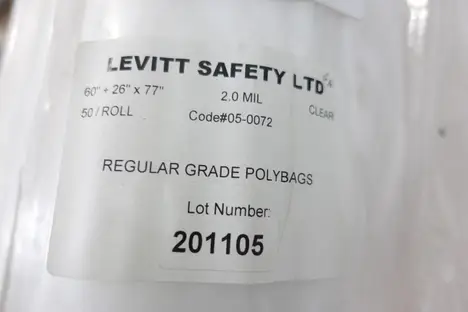 LEVITT SAFETY LTD
60" + 26" x 77" 2.0 MIL CLEAR
50/ROLL Code#05-0072
REGULAR GRADE POLYBAGS
Lot Number:
201105